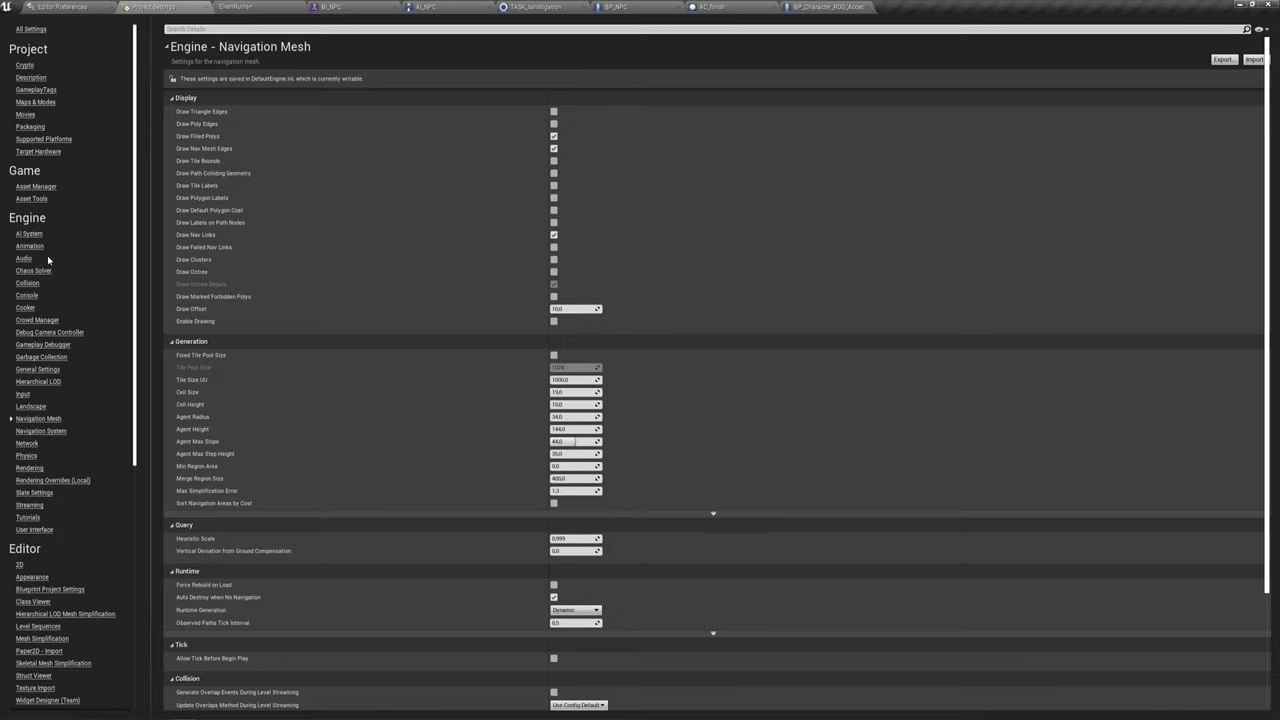 Editor Preferences
Project Settings
ElvenRuins*
BI_NPC
AI_NPC
TASK_IsInstigation
BP_NPC
AC_finish
BP_Character_ROG_Acces
All Settings
Search Details
Project
Crypto
Description
GameplayTags
Maps & Modes
Movies
Packaging
Supported Platforms
Target Hardware
Game
Asset Manager
Asset Tools
Engine
AI System
Animation
Audio
Chaos Solver
Collision
Console
Cooker
Crowd Manager
Debug Camera Controller
Gameplay Debugger
Garbage Collection
General Settings
Hierarchical LOD
Input
Landscape
Navigation Mesh
Navigation System
Network
Physics
Rendering
Rendering Overrides (Local)
Slate Settings
Streaming
Tutorials
User Interface
Editor
2D
Appearance
Blueprint Project Settings
Class Viewer
Hierarchical LOD Mesh Simplification
Level Sequences
Mesh Simplification
Paper2D - Import
Skeletal Mesh Simplification
Struct Viewer
Texture Import
Widget Designer (Team)
Engine - Navigation Mesh
Settings for the navigation mesh.
Export...
Import
These settings are saved in DefaultEngine.ini, which is currently writable.
Display
Draw Triangle Edges
Draw Poly Edges
Draw Filled Polys
Draw Nav Mesh Edges
Draw Tile Bounds
Draw Path Colliding Geometry
Draw Tile Labels
Draw Polygon Labels
Draw Default Polygon Cost
Draw Labels on Path Nodes
Draw Nav Links
Draw Failed Nav Links
Draw Clusters
Draw Octree
Draw Octree Details
Draw Marked Forbidden Polys
Draw Offset 10,0
Enable Drawing
Generation
Fixed Tile Pool Size
Tile Pool Size 1024
Tile Size UU 1000,0
Cell Size 19,0
Cell Height 10,0
Agent Radius 34,0
Agent Height 144,0
Agent Max Slope 44,0
Agent Max Step Height 35,0
Min Region Area 0,0
Merge Region Size 400,0
Max Simplification Error 1,3
Sort Navigation Areas by Cost
Query
Heuristic Scale 0,999
Vertical Deviation from Ground Compensation 0,0
Runtime
Force Rebuild on Load
Auto Destroy when No Navigation
Runtime Generation Dynamic
Observed Paths Tick Interval 0,5
Tick
Allow Tick Before Begin Play
Collision
Generate Overlap Events During Level Streaming
Update Overlaps Method During Level Streaming Use Config Default